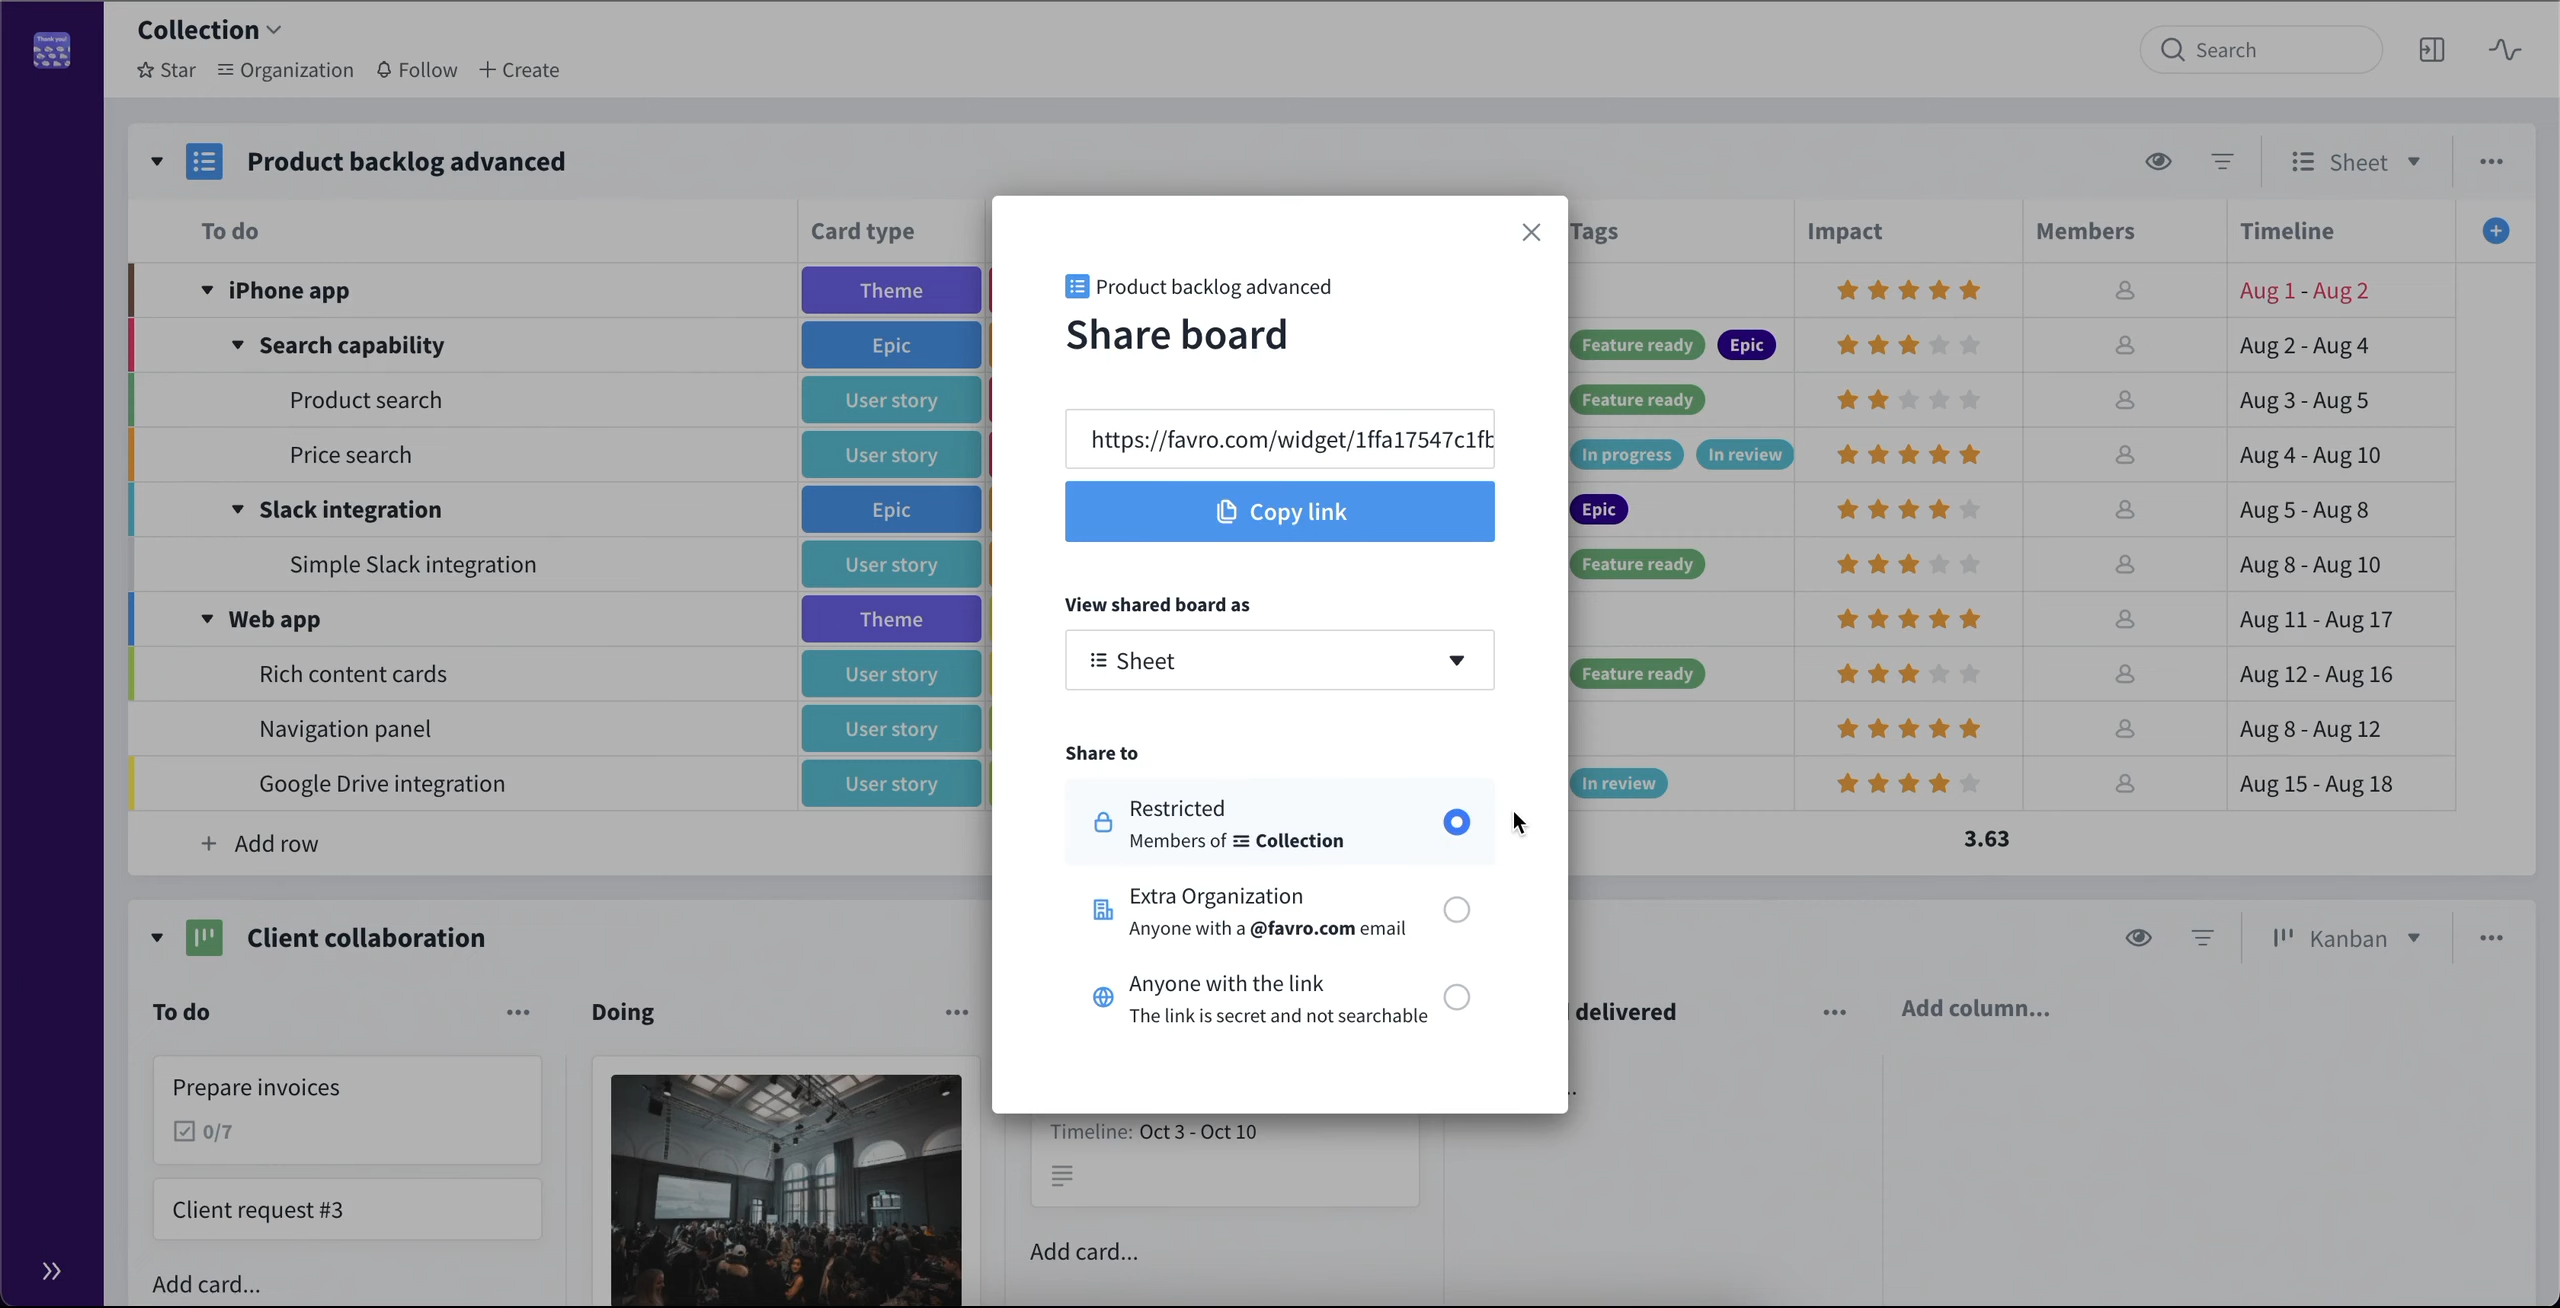 Thank you!
Collection
Star Organization Follow Create
Search
Product backlog advanced
Sheet
To do Card type Tags Impact Members Timeline
iPhone app Theme Aug 1 - Aug 2
Search capability Epic Feature ready Epic Aug 2 - Aug 4
Product search User story Feature ready Aug 3 - Aug 5
Price search User story In progress In review Aug 4 - Aug 10
Slack integration Epic Epic Aug 5 - Aug 8
Simple Slack integration User story Feature ready Aug 8 - Aug 10
Web app Theme Aug 11 - Aug 17
Rich content cards User story Feature ready Aug 12 - Aug 16
Navigation panel User story Aug 8 - Aug 12
Google Drive integration User story In review Aug 15 - Aug 18
+ Add row 3.63
Product backlog advanced
Share board
https://favro.com/widget/1ffa17547c1fb
Copy link
View shared board as
Sheet
Share to
Restricted
Members of Collection
Extra Organization
Anyone with a @favro.com email
Anyone with the link
The link is secret and not searchable
Client collaboration
Kanban
To do Doing delivered Add column...
Prepare invoices
0/7
Client request #3
Add card...
Timeline: Oct 3 - Oct 10
Add card...